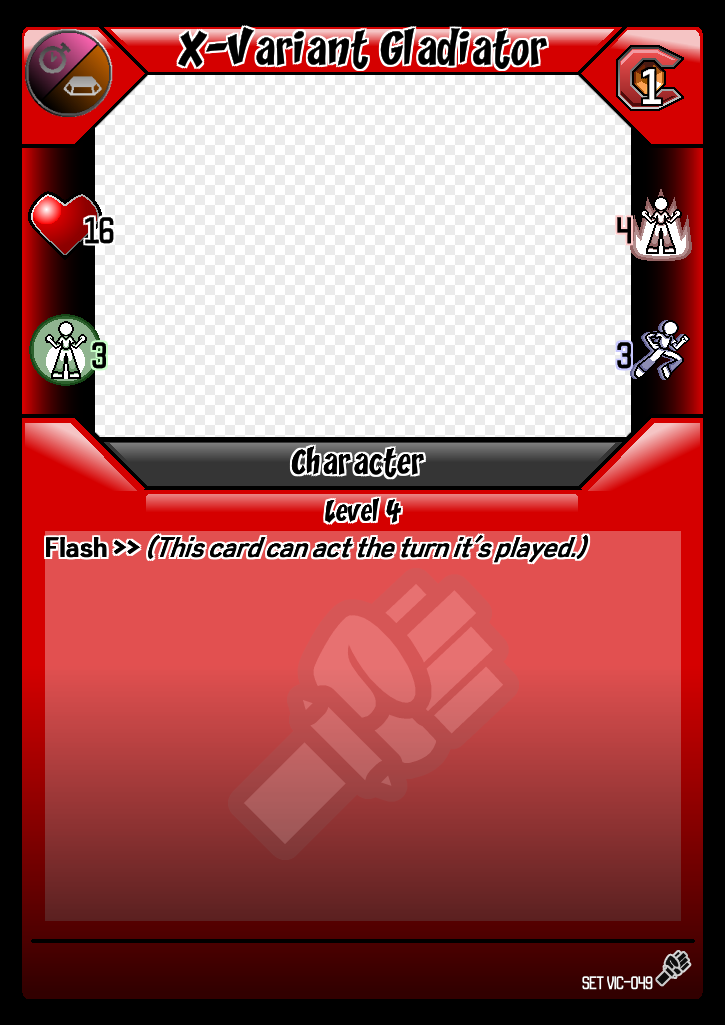 X-Variant Gladiator
1
16
4
3
3
Character
Level 4
Flash >> (This card can act the turn it's played.)
SET VIC-049